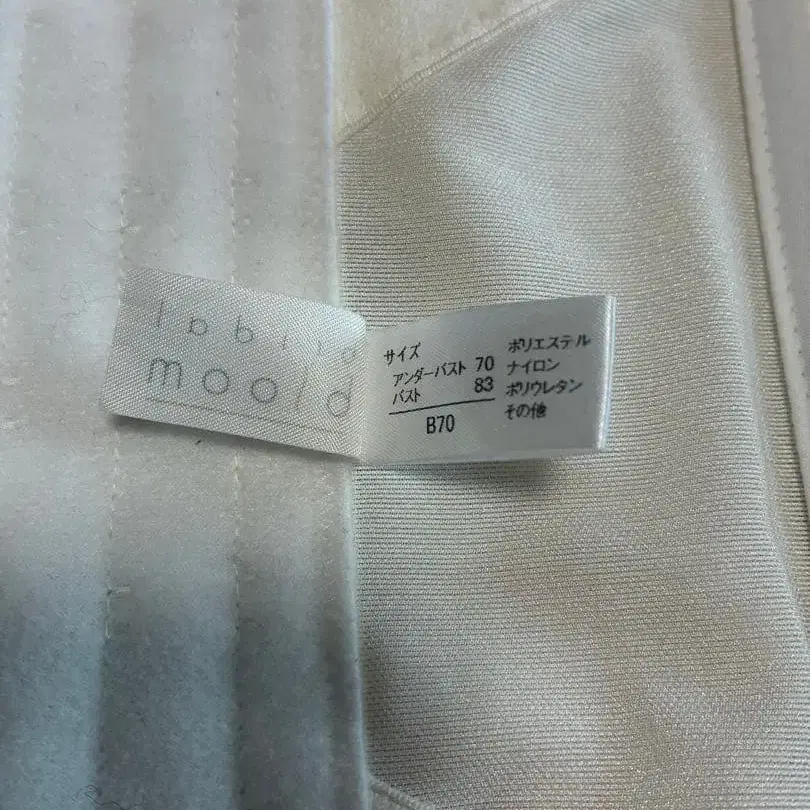 moold
サイズ
アンダーバスト 70
バスト 83
B70
ポリエステル
ナイロン
ポリウレタン
その他